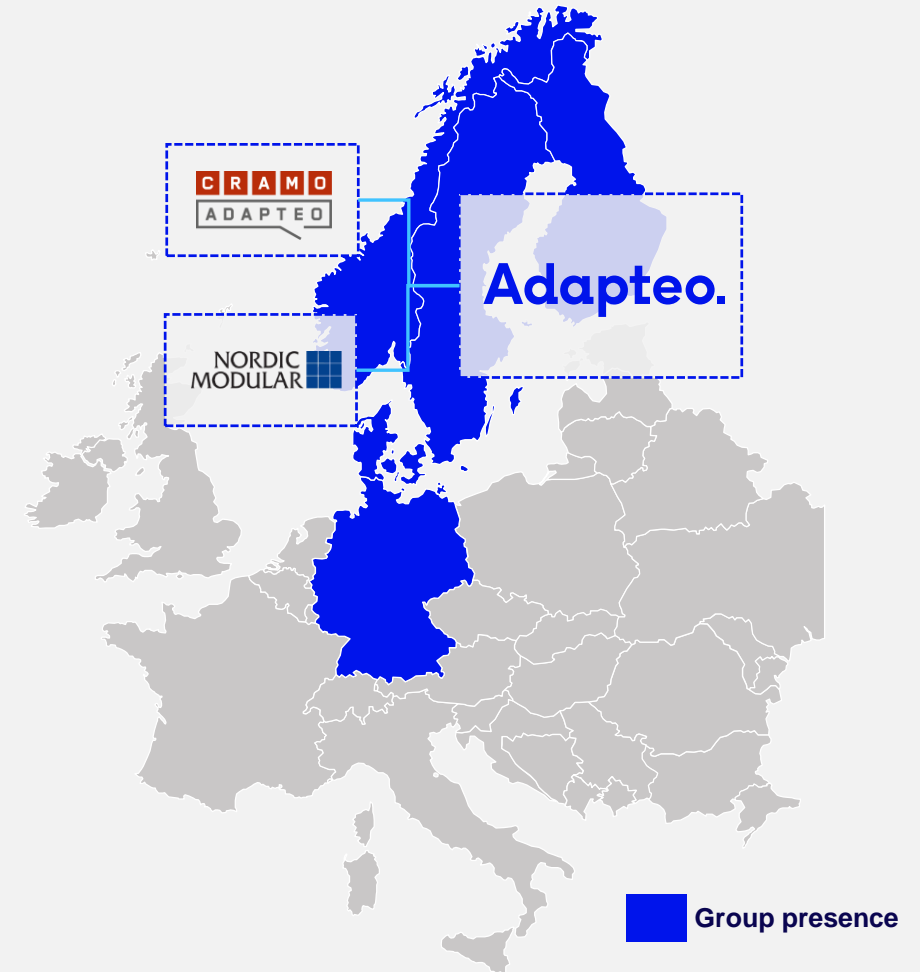 CRAMO
ADAPTEO
Adapteo.
NORDIC
MODULAR
Group presence